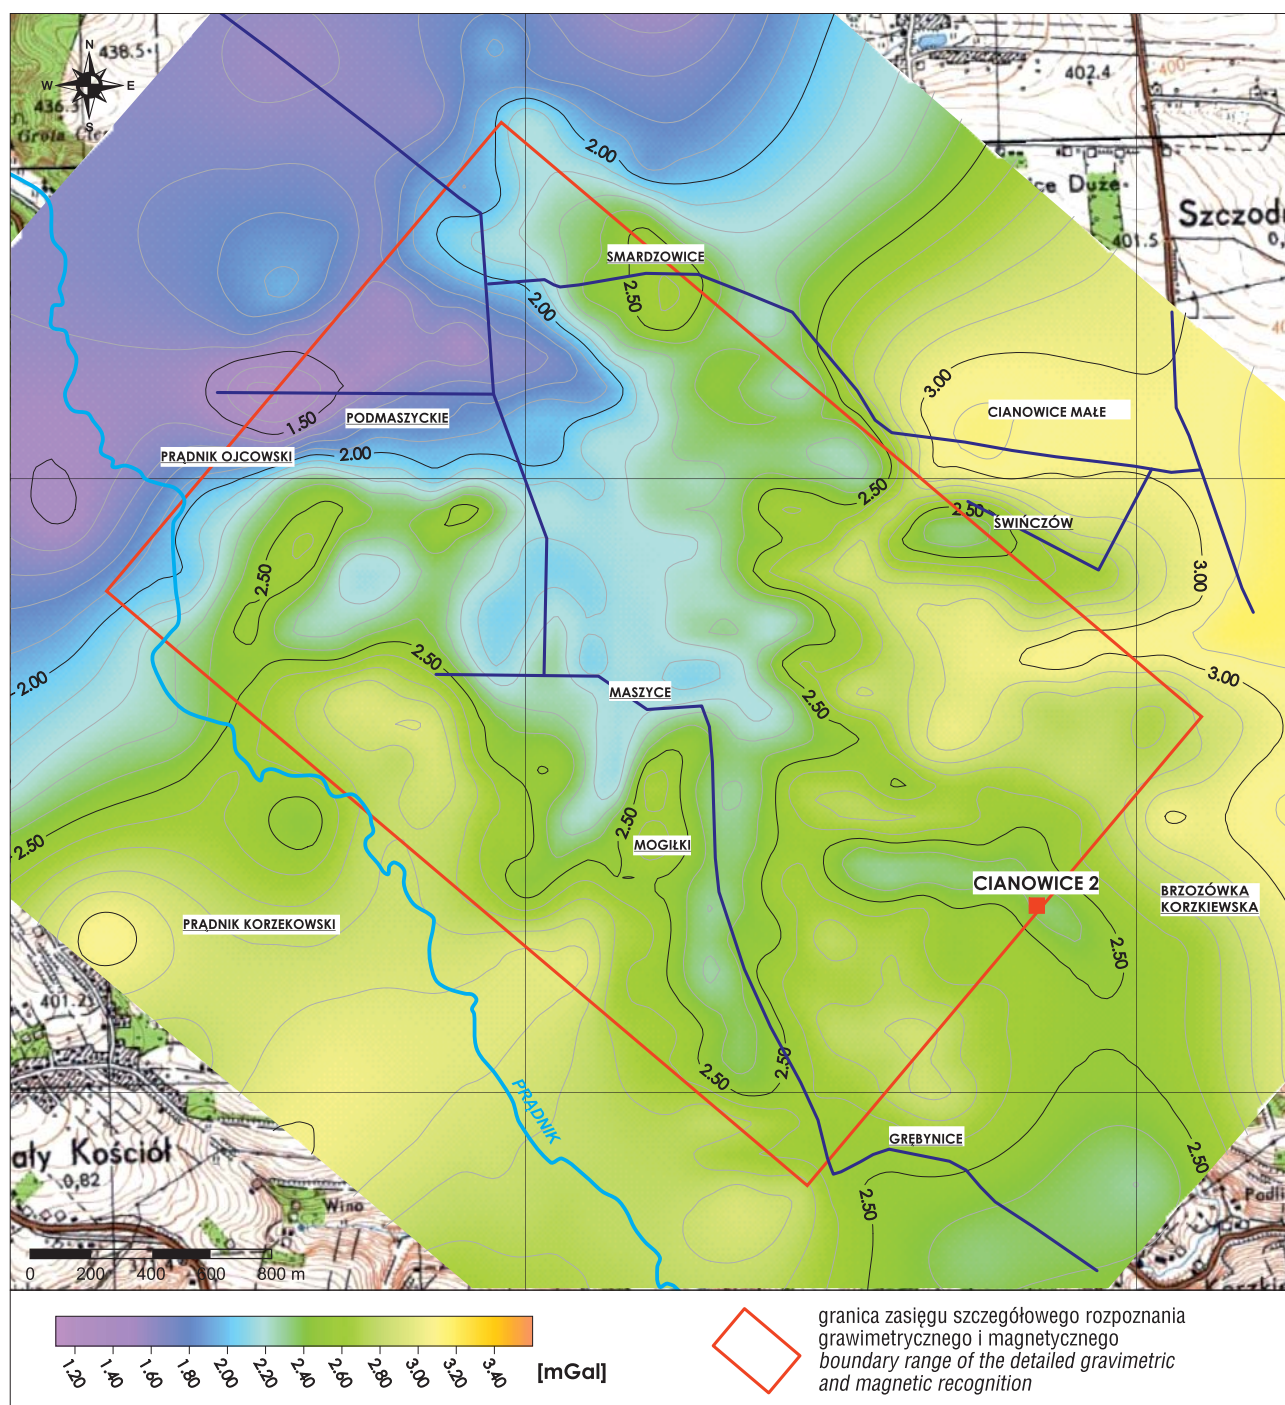 N
W
E
S
438.5
436.3
402.4
400
ce Duże
Szczod
401.5
0,
40
2.00
SMARDZOWICE
2.50
2.00
3.00
CIANOWICE MAŁE
1.50
PODMASZYCKIE
PRĄDNIK OJCOWSKI
2.00
2.50
2.50
ŚWIŃCZÓW
2.50
3.00
2.50
2.00
3.00
MASZYCE
2.50
2.50
2.50
MOGIŁKI
CIANOWICE 2
BRZOZÓWKA
KORZKIEWSKA
PRĄDNIK KORZEKOWSKI
2.50
401.2
2.50
2.50
PRĄDNIK
GRĘBYNICE
2.50
2.50
ały Kościół
0,82
Wino
0 200 400 600 800 m
1.20 1.40 1.60 1.80 2.00 2.20 2.40 2.60 2.80 3.00 3.20 3.40
[mGal]
granica zasięgu szczegółowego rozpoznania
grawimetrycznego i magnetycznego
boundary range of the detailed gravimetric
and magnetic recognition